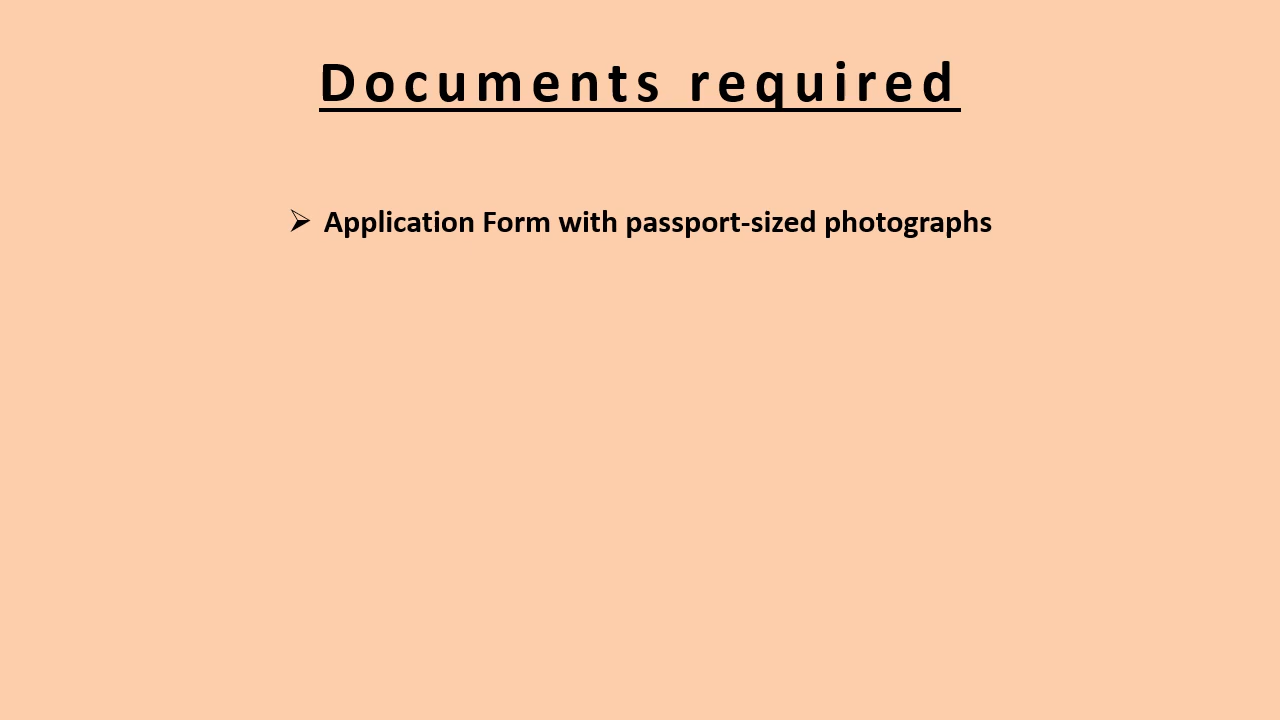 Documents required
➢ Application Form with passport-sized photographs